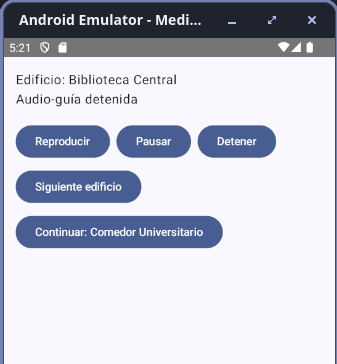 Android Emulator - Medi...
5:21
Edificio: Biblioteca Central
Audio-guía detenida
Reproducir Pausar Detener
Siguiente edificio
Continuar: Comedor Universitario